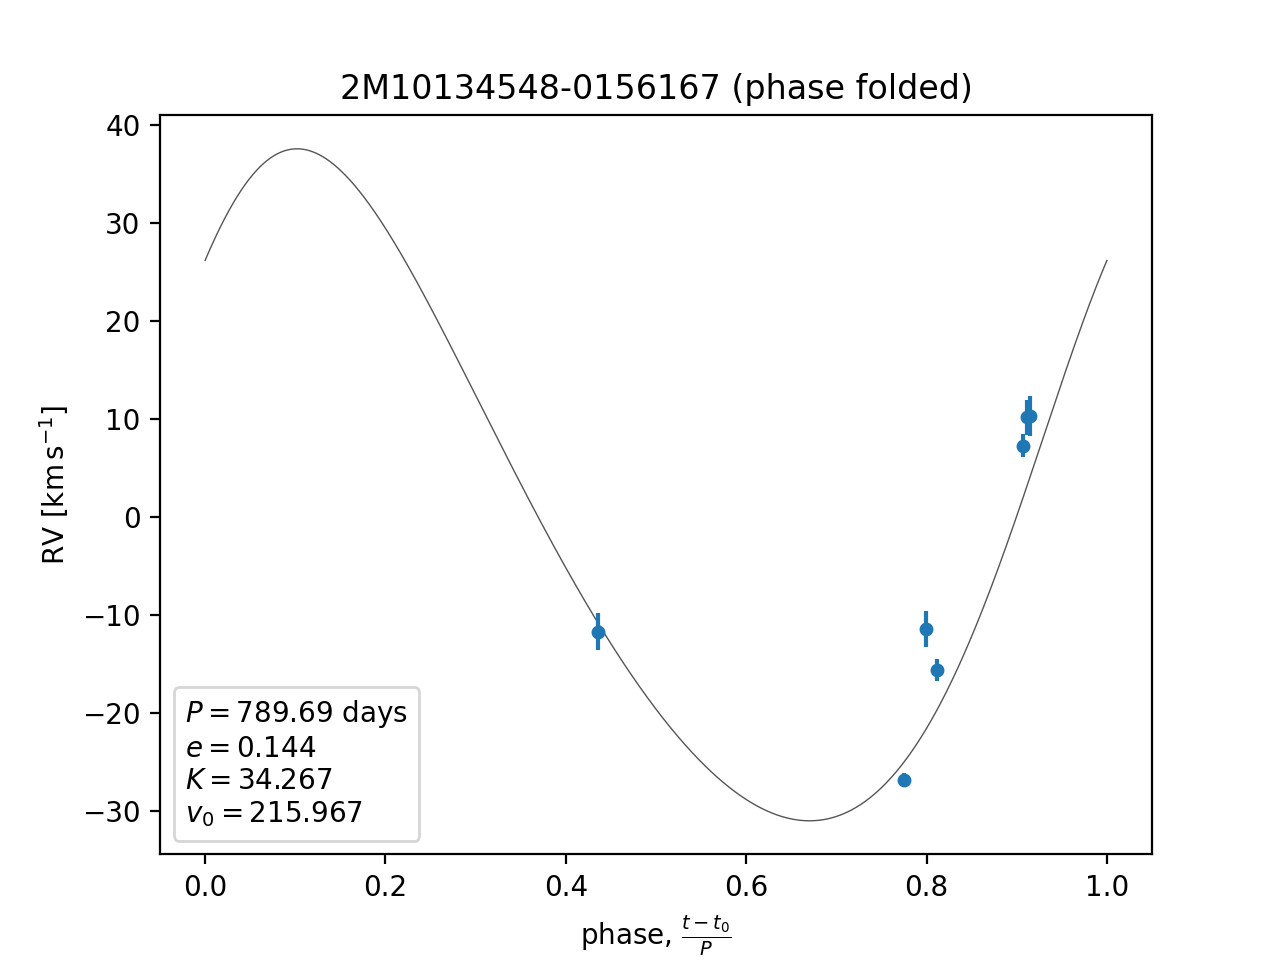 2M10134548-0156167 (phase folded)
RV [km s⁻¹]
40
30
20
10
0
−10
−20
−30
P = 789.69 days
e = 0.144
K = 34.267
v₀ = 215.967
0.0 0.2 0.4 0.6 0.8 1.0
phase, (t − t₀)/P